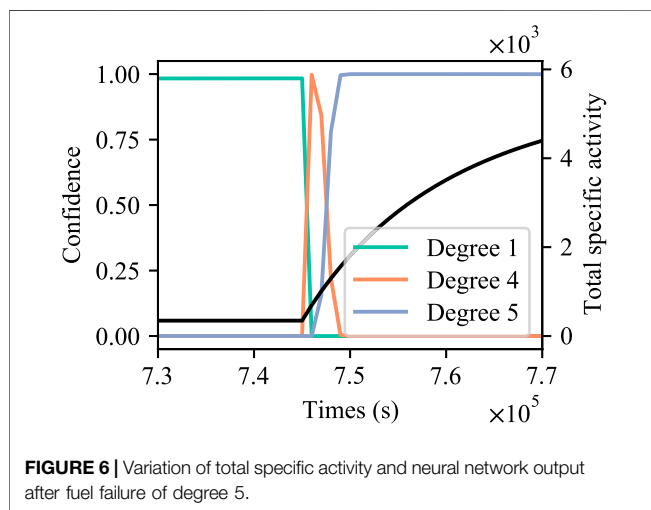 ×10³
1.00
0.75
0.50
0.25
0.00
Confidence
6
4
2
0
Total specific activity
Degree 1
Degree 4
Degree 5
7.3 7.4 7.5 7.6 7.7
Times (s)
×10⁵
FIGURE 6 | Variation of total specific activity and neural network output
after fuel failure of degree 5.